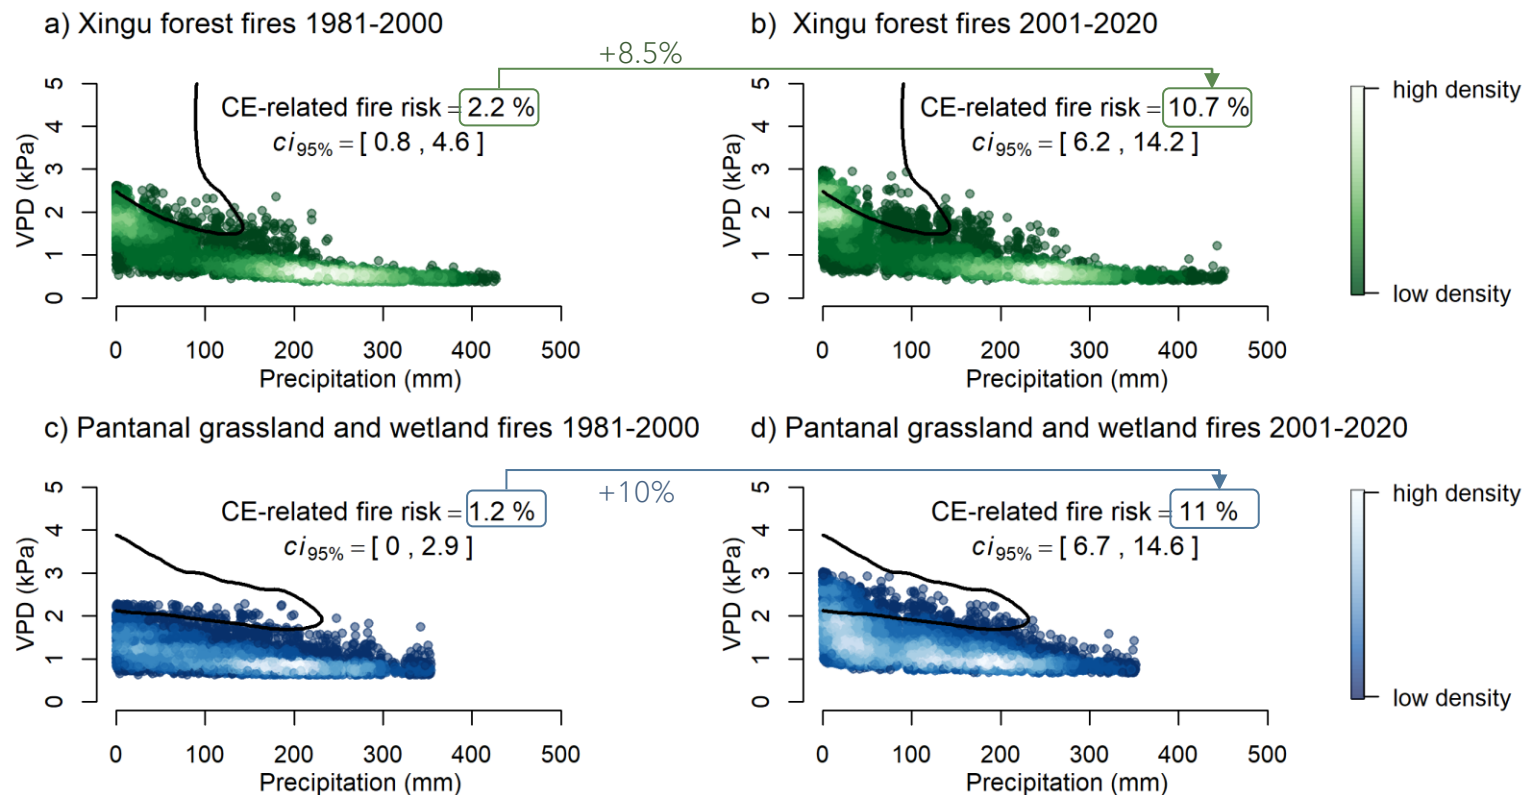 a) Xingu forest fires 1981-2000
b) Xingu forest fires 2001-2020
+8.5%
5
4
3
2
1
0
VPD (kPa)
CE-related fire risk = 2.2 %
ci95% = [ 0.8 , 4.6 ]
0 100 200 300 400 500
Precipitation (mm)
5
4
3
2
1
0
VPD (kPa)
CE-related fire risk = 10.7 %
ci95% = [ 6.2 , 14.2 ]
0 100 200 300 400 500
Precipitation (mm)
high density
low density
c) Pantanal grassland and wetland fires 1981-2000
d) Pantanal grassland and wetland fires 2001-2020
+10%
5
4
3
2
1
0
VPD (kPa)
CE-related fire risk = 1.2 %
ci95% = [ 0 , 2.9 ]
0 100 200 300 400 500
Precipitation (mm)
5
4
3
2
1
0
VPD (kPa)
CE-related fire risk = 11 %
ci95% = [ 6.7 , 14.6 ]
0 100 200 300 400 500
Precipitation (mm)
high density
low density